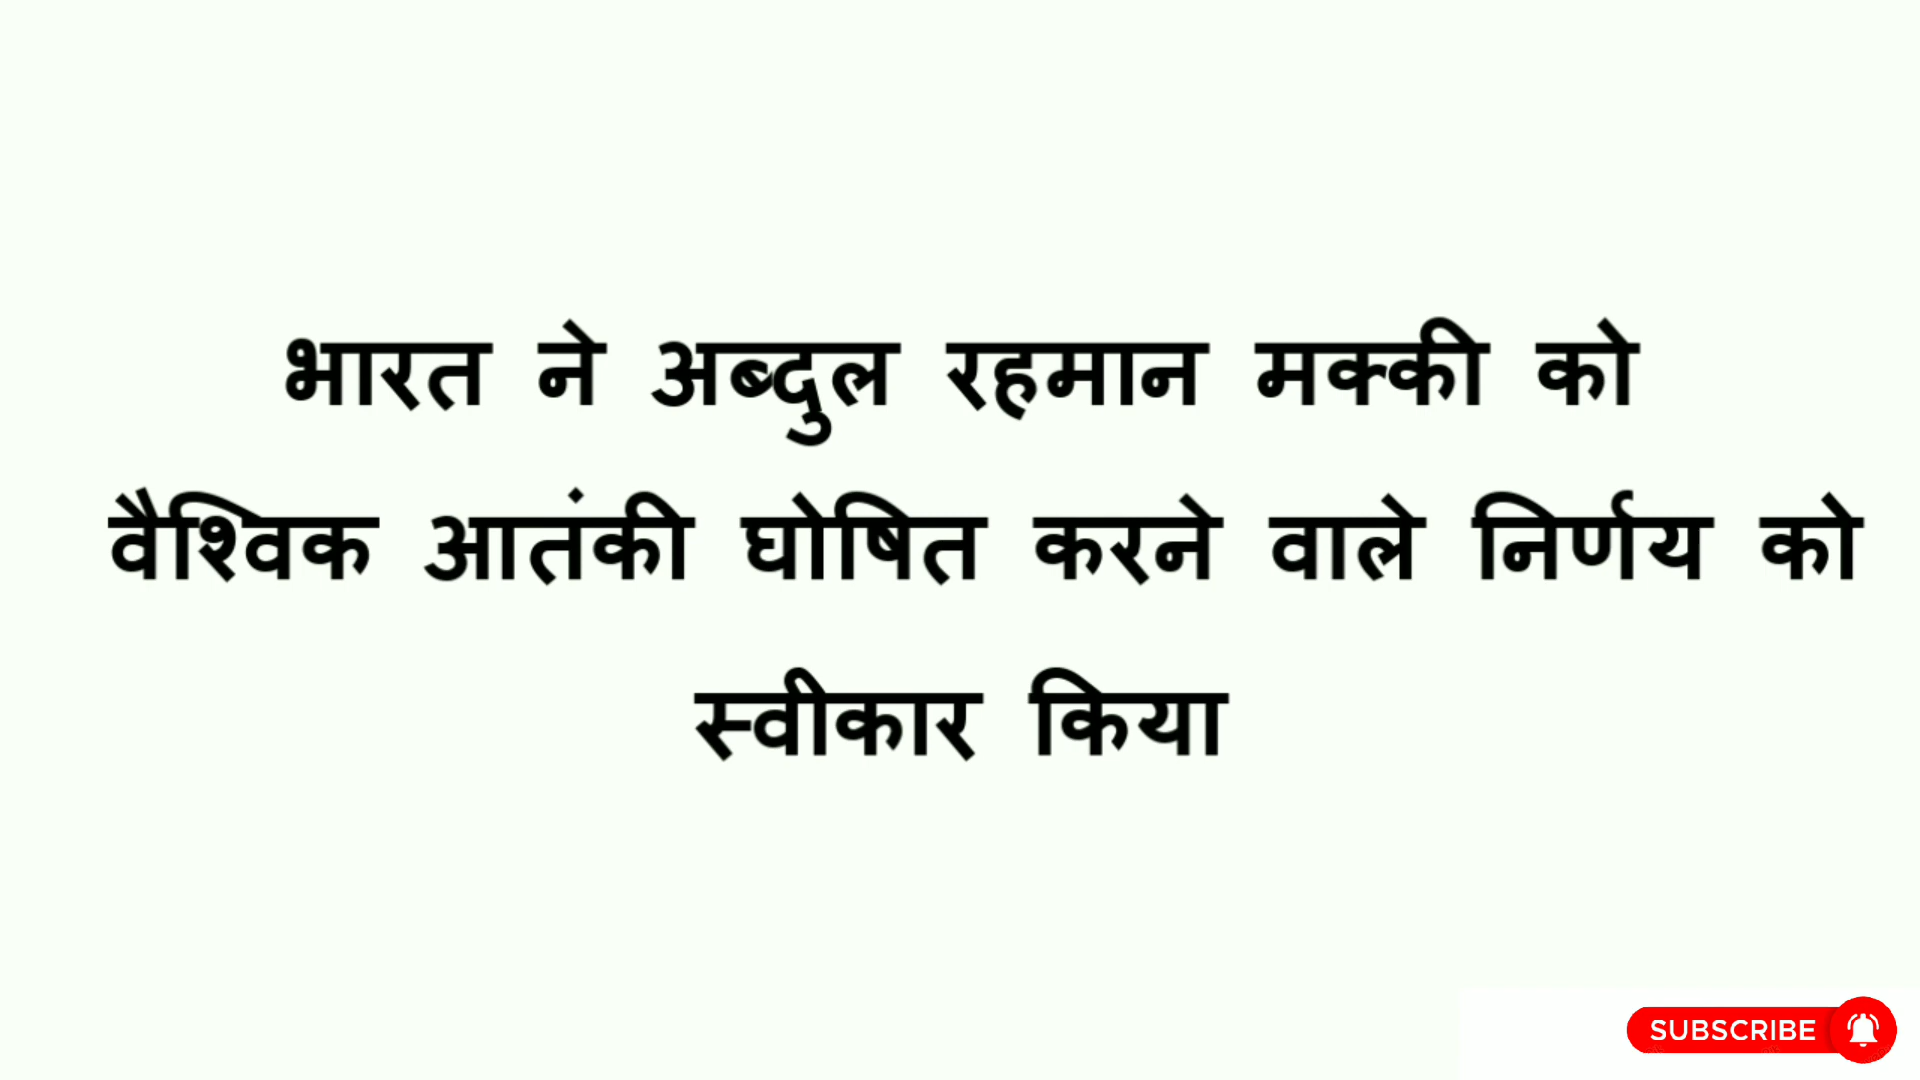 भारत ने अब्दुल रहमान मक्की को
वैश्विक आतंकी घोषित करने वाले निर्णय को
स्वीकार किया
SUBSCRIBE